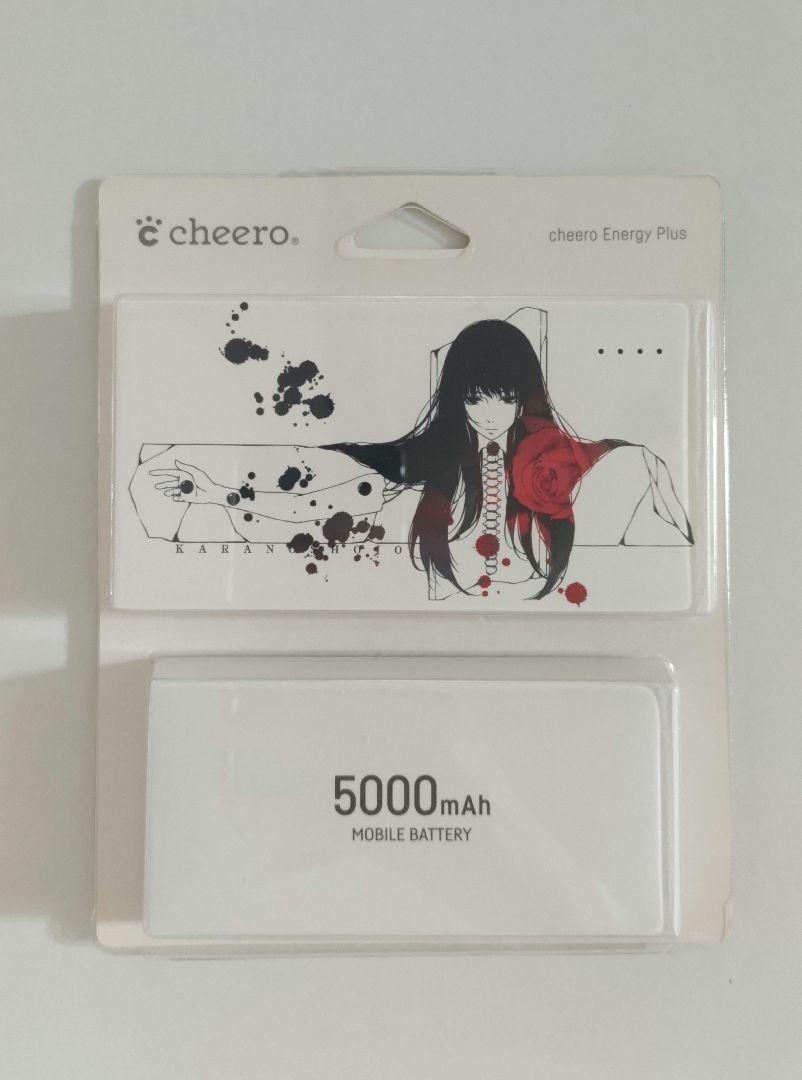 cheero®
cheero Energy Plus
5000mAh
MOBILE BATTERY